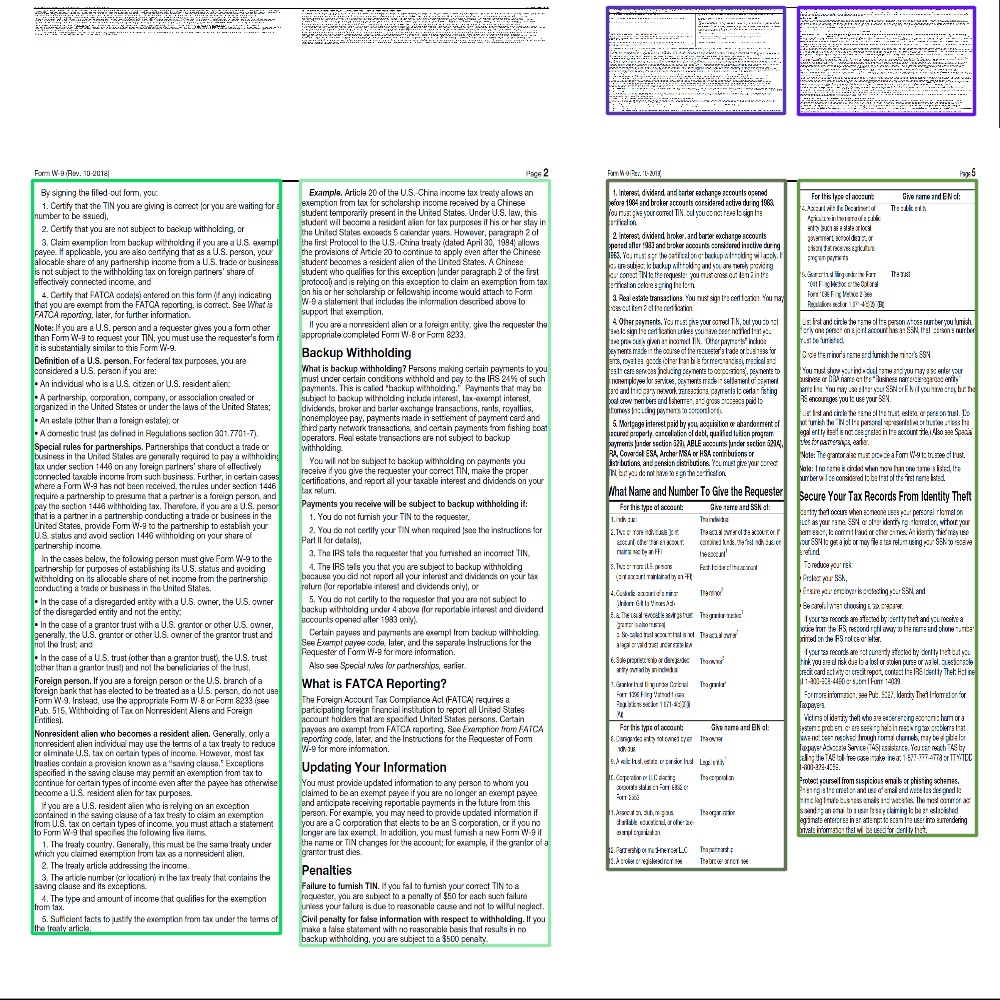 Form W-9 (Rev. 10-2018)
Page 2
By signing the filled-out form, you:
1. Certify that the TIN you are giving is correct (or you are waiting for a
number to be issued),
2. Certify that you are not subject to backup withholding, or
3. Claim exemption from backup withholding if you are a U.S. exempt
payee. If applicable, you are also certifying that as a U.S. person, your
allocable share of any partnership income from a U.S. trade or business
is not subject to the withholding tax on foreign partners' share of
effectively connected income, and
4. Certify that FATCA code(s) entered on this form (if any) indicating
that you are exempt from the FATCA reporting, is correct. See What is
FATCA reporting, later, for further information.
Note: If you are a U.S. person and a requester gives you a form other
than Form W-9 to request your TIN, you must use the requester's form if
it is substantially similar to this Form W-9.
Definition of a U.S. person. For federal tax purposes, you are
considered a U.S. person if you are:
• An individual who is a U.S. citizen or U.S. resident alien;
• A partnership, corporation, company, or association created or
organized in the United States or under the laws of the United States;
• An estate (other than a foreign estate); or
• A domestic trust (as defined in Regulations section 301.7701-7).
Special rules for partnerships. Partnerships that conduct a trade or
business in the United States are generally required to pay a withholding
tax under section 1446 on any foreign partners' share of effectively
connected taxable income from such business. Further, in certain cases
where a Form W-9 has not been received, the rules under section 1446
require a partnership to presume that a partner is a foreign person, and
pay the section 1446 withholding tax. Therefore, if you are a U.S. person
that is a partner in a partnership conducting a trade or business in the
United States, provide Form W-9 to the partnership to establish your
U.S. status and avoid section 1446 withholding on your share of
partnership income.
In the cases below, the following person must give Form W-9 to the
partnership for purposes of establishing its U.S. status and avoiding
withholding on its allocable share of net income from the partnership
conducting a trade or business in the United States.
• In the case of a disregarded entity with a U.S. owner, the U.S. owner
of the disregarded entity and not the entity;
• In the case of a grantor trust with a U.S. grantor or other U.S. owner,
generally, the U.S. grantor or other U.S. owner of the grantor trust and
not the trust; and
• In the case of a U.S. trust (other than a grantor trust), the U.S. trust
(other than a grantor trust) and not the beneficiaries of the trust.
Foreign person. If you are a foreign person or the U.S. branch of a
foreign bank that has elected to be treated as a U.S. person, do not use
Form W-9. Instead, use the appropriate Form W-8 or Form 8233 (see
Pub. 515, Withholding of Tax on Nonresident Aliens and Foreign
Entities).
Nonresident alien who becomes a resident alien. Generally, only a
nonresident alien individual may use the terms of a tax treaty to reduce
or eliminate U.S. tax on certain types of income. However, most tax
treaties contain a provision known as a "saving clause." Exceptions
specified in the saving clause may permit an exemption from tax to
continue for certain types of income even after the payee has otherwise
become a U.S. resident alien for tax purposes.
If you are a U.S. resident alien who is relying on an exception
contained in the saving clause of a tax treaty to claim an exemption
from U.S. tax on certain types of income, you must attach a statement
to Form W-9 that specifies the following five items.
1. The treaty country. Generally, this must be the same treaty under
which you claimed exemption from tax as a nonresident alien.
2. The treaty article addressing the income.
3. The article number (or location) in the tax treaty that contains the
saving clause and its exceptions.
4. The type and amount of income that qualifies for the exemption
from tax.
5. Sufficient facts to justify the exemption from tax under the terms of
the treaty article.
Example. Article 20 of the U.S.-China income tax treaty allows an
exemption from tax for scholarship income received by a Chinese
student temporarily present in the United States. Under U.S. law, this
student will become a resident alien for tax purposes if his or her stay in
the United States exceeds 5 calendar years. However, paragraph 2 of
the first Protocol to the U.S.-China treaty (dated April 30, 1984) allows
the provisions of Article 20 to continue to apply even after the Chinese
student becomes a resident alien of the United States. A Chinese
student who qualifies for this exception (under paragraph 2 of the first
protocol) and is relying on this exception to claim an exemption from tax
on his or her scholarship or fellowship income would attach to Form
W-9 a statement that includes the information described above to
support that exemption.
If you are a nonresident alien or a foreign entity, give the requester the
appropriate completed Form W-8 or Form 8233.
Backup Withholding
What is backup withholding? Persons making certain payments to you
must under certain conditions withhold and pay to the IRS 24% of such
payments. This is called "backup withholding." Payments that may be
subject to backup withholding include interest, tax-exempt interest,
dividends, broker and barter exchange transactions, rents, royalties,
nonemployee pay, payments made in settlement of payment card and
third party network transactions, and certain payments from fishing boat
operators. Real estate transactions are not subject to backup
withholding.
You will not be subject to backup withholding on payments you
receive if you give the requester your correct TIN, make the proper
certifications, and report all your taxable interest and dividends on your
tax return.
Payments you receive will be subject to backup withholding if:
1. You do not furnish your TIN to the requester,
2. You do not certify your TIN when required (see the instructions for
Part II for details),
3. The IRS tells the requester that you furnished an incorrect TIN,
4. The IRS tells you that you are subject to backup withholding
because you did not report all your interest and dividends on your tax
return (for reportable interest and dividends only), or
5. You do not certify to the requester that you are not subject to
backup withholding under 4 above (for reportable interest and dividend
accounts opened after 1983 only).
Certain payees and payments are exempt from backup withholding.
See Exempt payee code, later, and the separate Instructions for the
Requester of Form W-9 for more information.
Also see Special rules for partnerships, earlier.
What is FATCA Reporting?
The Foreign Account Tax Compliance Act (FATCA) requires a
participating foreign financial institution to report all United States
account holders that are specified United States persons. Certain
payees are exempt from FATCA reporting. See Exemption from FATCA
reporting code, later, and the Instructions for the Requester of Form
W-9 for more information.
Updating Your Information
You must provide updated information to any person to whom you
claimed to be an exempt payee if you are no longer an exempt payee
and anticipate receiving reportable payments in the future from this
person. For example, you may need to provide updated information if
you are a C corporation that elects to be an S corporation, or if you no
longer are tax exempt. In addition, you must furnish a new Form W-9 if
the name or TIN changes for the account; for example, if the grantor of a
grantor trust dies.
Penalties
Failure to furnish TIN. If you fail to furnish your correct TIN to a
requester, you are subject to a penalty of $50 for each such failure
unless your failure is due to reasonable cause and not to willful neglect.
Civil penalty for false information with respect to withholding. If you
make a false statement with no reasonable basis that results in no
backup withholding, you are subject to a $500 penalty.
Form W-9 (Rev. 10-2018)
Page 5
1. Interest, dividend, and barter exchange accounts opened
before 1984 and broker accounts considered active during 1983.
You must give your correct TIN, but you do not have to sign the
certification.
2. Interest, dividend, broker, and barter exchange accounts
opened after 1983 and broker accounts considered inactive during
1983. You must sign the certification or backup withholding will apply. If
you are subject to backup withholding and you are merely providing
your correct TIN to the requester, you must cross out item 2 in the
certification before signing the form.
3. Real estate transactions. You must sign the certification. You may
cross out item 2 of the certification.
4. Other payments. You must give your correct TIN, but you do not
have to sign the certification unless you have been notified that you
have previously given an incorrect TIN. "Other payments" include
payments made in the course of the requester's trade or business for
rents, royalties, goods (other than bills for merchandise), medical and
health care services (including payments to corporations), payments to
a nonemployee for services, payments made in settlement of payment
card and third party network transactions, payments to certain fishing
boat crew members and fishermen, and gross proceeds paid to
attorneys (including payments to corporations).
5. Mortgage interest paid by you, acquisition or abandonment of
secured property, cancellation of debt, qualified tuition program
payments (under section 529), ABLE accounts (under section 529A),
IRA, Coverdell ESA, Archer MSA or HSA contributions or
distributions, and pension distributions. You must give your correct
TIN, but you do not have to sign the certification.
What Name and Number To Give the Requester
For this type of account: Give name and SSN of:
1. Individual The individual
2. Two or more individuals (joint The actual owner of the account or, if
account) other than an account combined funds, the first individual on
maintained by an FFI the account1
3. Two or more U.S. persons Each holder of the account
(joint account maintained by an FFI)
4. Custodial account of a minor The minor2
(Uniform Gift to Minors Act)
5. a. The usual revocable savings trust The grantor-trustee1
(grantor is also trustee)
b. So-called trust account that is not The actual owner1
a legal or valid trust under state law
6. Sole proprietorship or disregarded The owner3
entity owned by an individual
7. Grantor trust filing under Optional The grantor*
Form 1099 Filing Method 1 (see
Regulations section 1.671-4(b)(2)(i)
(A))
For this type of account: Give name and EIN of:
8. Disregarded entity not owned by an The owner
individual
9. A valid trust, estate, or pension trust Legal entity4
10. Corporation or LLC electing The corporation
corporate status on Form 8832 or
Form 2553
11. Association, club, religious, The organization
charitable, educational, or other tax-
exempt organization
12. Partnership or multi-member LLC The partnership
13. A broker or registered nominee The broker or nominee
For this type of account: Give name and EIN of:
14. Account with the Department of The public entity
Agriculture in the name of a public
entity (such as a state or local
government, school district, or
prison) that receives agricultural
program payments
15. Grantor trust filing under the Form The trust
1041 Filing Method or the Optional
Form 1099 Filing Method 2 (see
Regulations section 1.671-4(b)(2)(i)(B))
List first and circle the name of the person whose number you furnish.
If only one person on a joint account has an SSN, that person's number
must be furnished.
Circle the minor's name and furnish the minor's SSN.
You must show your individual name and you may also enter your
business or DBA name on the "Business name/disregarded entity"
name line. You may use either your SSN or EIN (if you have one), but the
IRS encourages you to use your SSN.
List first and circle the name of the trust, estate, or pension trust. (Do
not furnish the TIN of the personal representative or trustee unless the
legal entity itself is not designated in the account title.) Also see Special
rules for partnerships, earlier.
*Note: The grantor also must provide a Form W-9 to trustee of trust.
Note: If no name is circled when more than one name is listed, the
number will be considered to be that of the first name listed.
Secure Your Tax Records From Identity Theft
Identity theft occurs when someone uses your personal information
such as your name, SSN, or other identifying information, without your
permission, to commit fraud or other crimes. An identity thief may use
your SSN to get a job or may file a tax return using your SSN to receive
a refund.
To reduce your risk:
• Protect your SSN,
• Ensure your employer is protecting your SSN, and
• Be careful when choosing a tax preparer.
If your tax records are affected by identity theft and you receive a
notice from the IRS, respond right away to the name and phone number
printed on the IRS notice or letter.
If your tax records are not currently affected by identity theft but you
think you are at risk due to a lost or stolen purse or wallet, questionable
credit card activity or credit report, contact the IRS Identity Theft Hotline
at 1-800-908-4490 or submit Form 14039.
For more information, see Pub. 5027, Identity Theft Information for
Taxpayers.
Victims of identity theft who are experiencing economic harm or a
systemic problem, or are seeking help in resolving tax problems that
have not been resolved through normal channels, may be eligible for
Taxpayer Advocate Service (TAS) assistance. You can reach TAS by
calling the TAS toll-free case intake line at 1-877-777-4778 or TTY/TDD
1-800-829-4059.
Protect yourself from suspicious emails or phishing schemes.
Phishing is the creation and use of email and websites designed to
mimic legitimate business emails and websites. The most common act
is sending an email to a user falsely claiming to be an established
legitimate enterprise in an attempt to scam the user into surrendering
private information that will be used for identity theft.